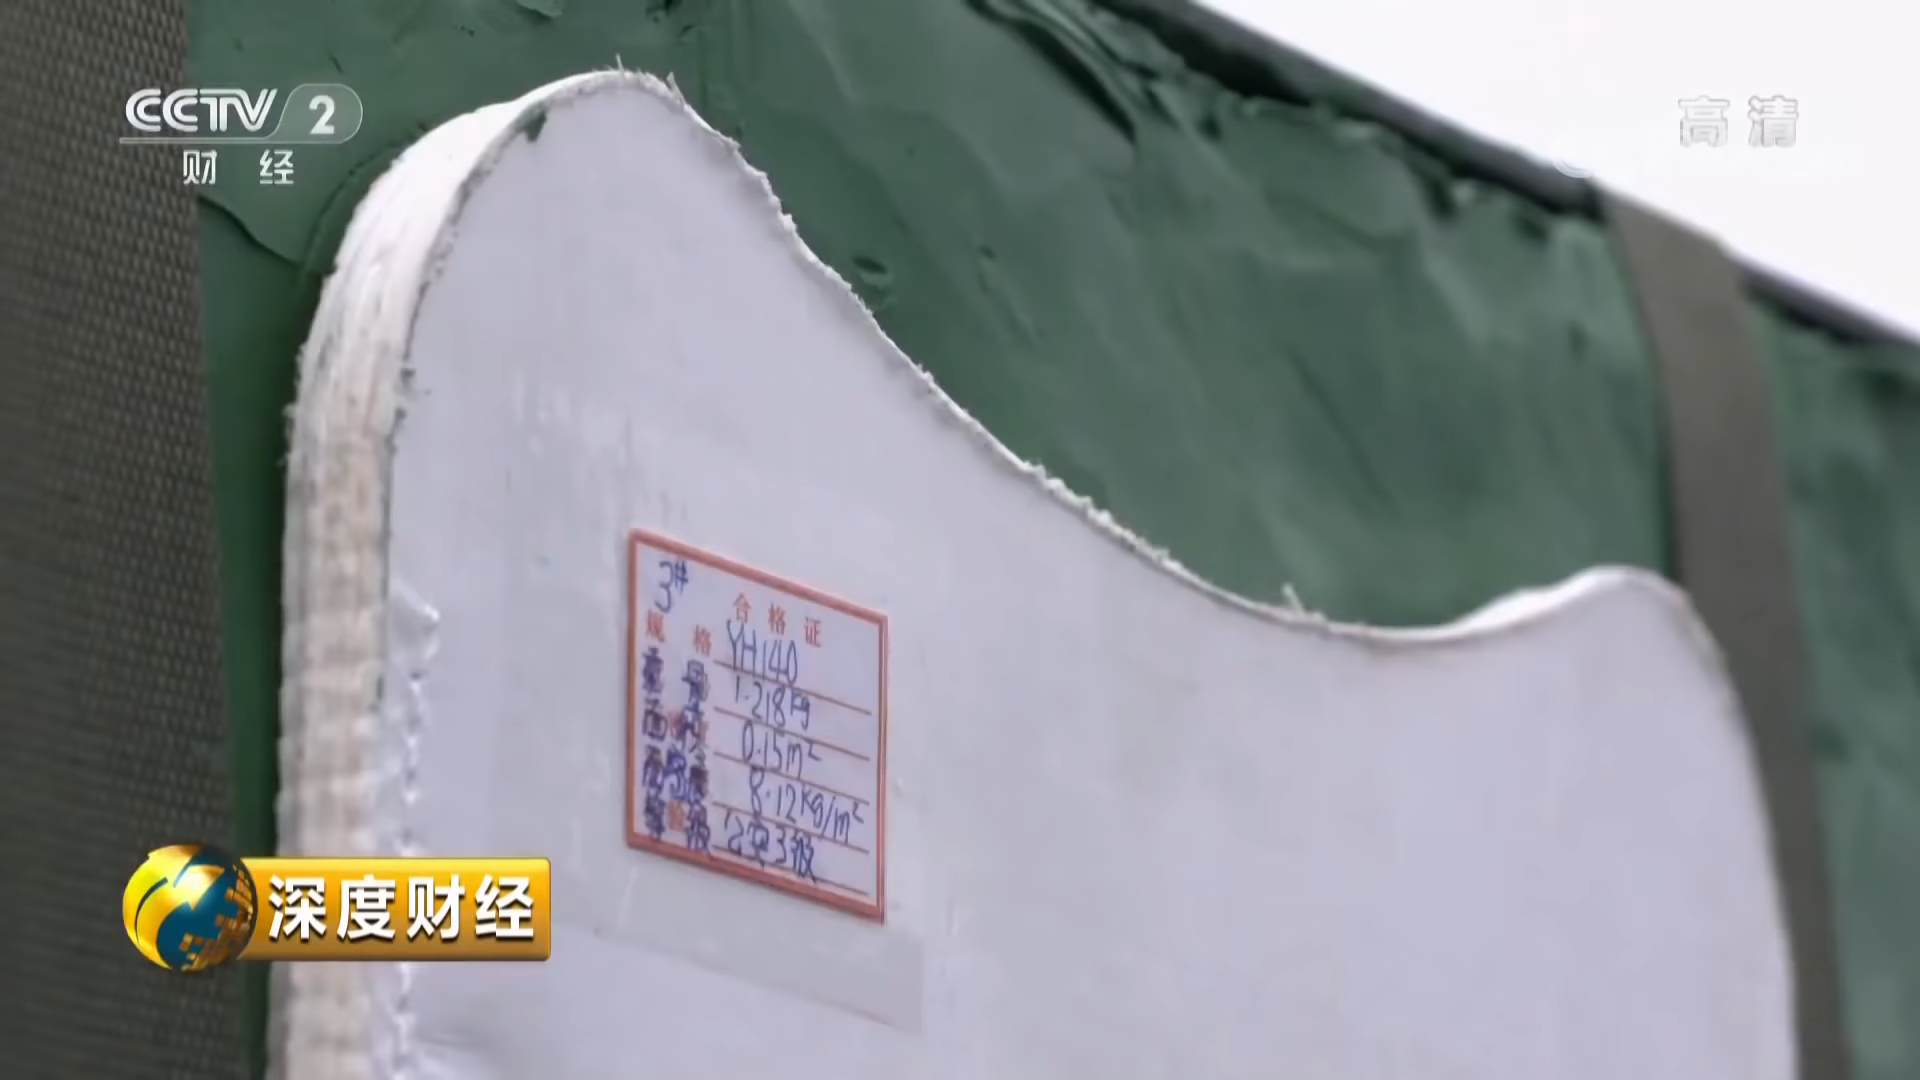 CCTV 2
财 经
高清
3#
合格证
规 格 YH140
重 量 1.218Kg
面 积 0.15m²
面密度 8.12Kg/m²
等 级 公安3级
深度财经